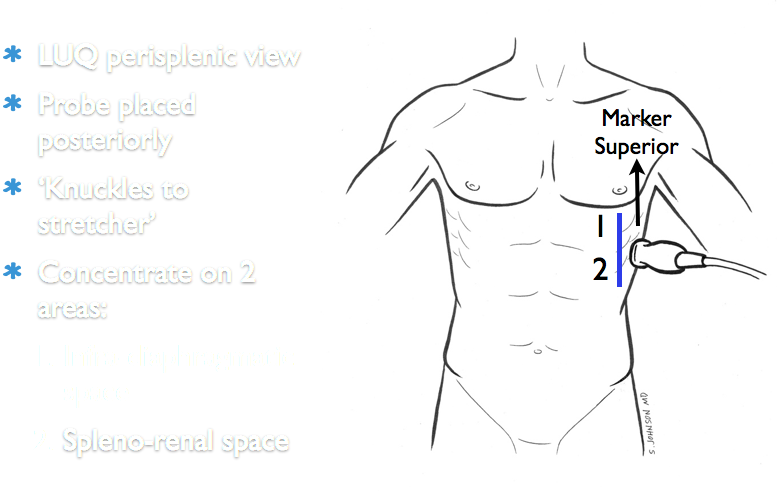 * LUQ perisplenic view
* Probe placed
posteriorly
* ‘Knuckles to
stretcher’
* Concentrate on 2
areas:
space
Spleno-renal space
Marker
Superior
1
2
S. JOHNSON MD